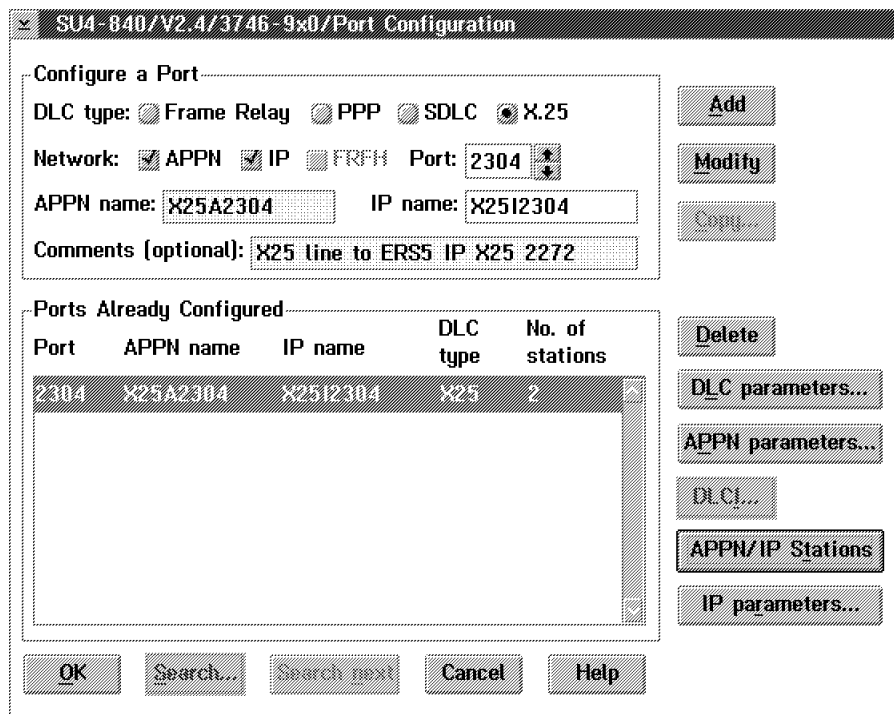 SU4-840/V2.4/3746-9x0/Port Configuration
Configure a Port
DLC type: Frame Relay PPP SDLC X.25
Add
Network: APPN IP FRFH Port: 2304
Modify
APPN name: X25A2304 IP name: X25I2304
Copy...
Comments (optional): X25 line to ERS5 IP X25 2272
Ports Already Configured
Port APPN name IP name DLC type No. of stations
Delete
2304 X25A2304 X25I2304 X25 2
DLC parameters...
APPN parameters...
DLCI...
APPN/IP Stations
IP parameters...
OK Search... Search next Cancel Help